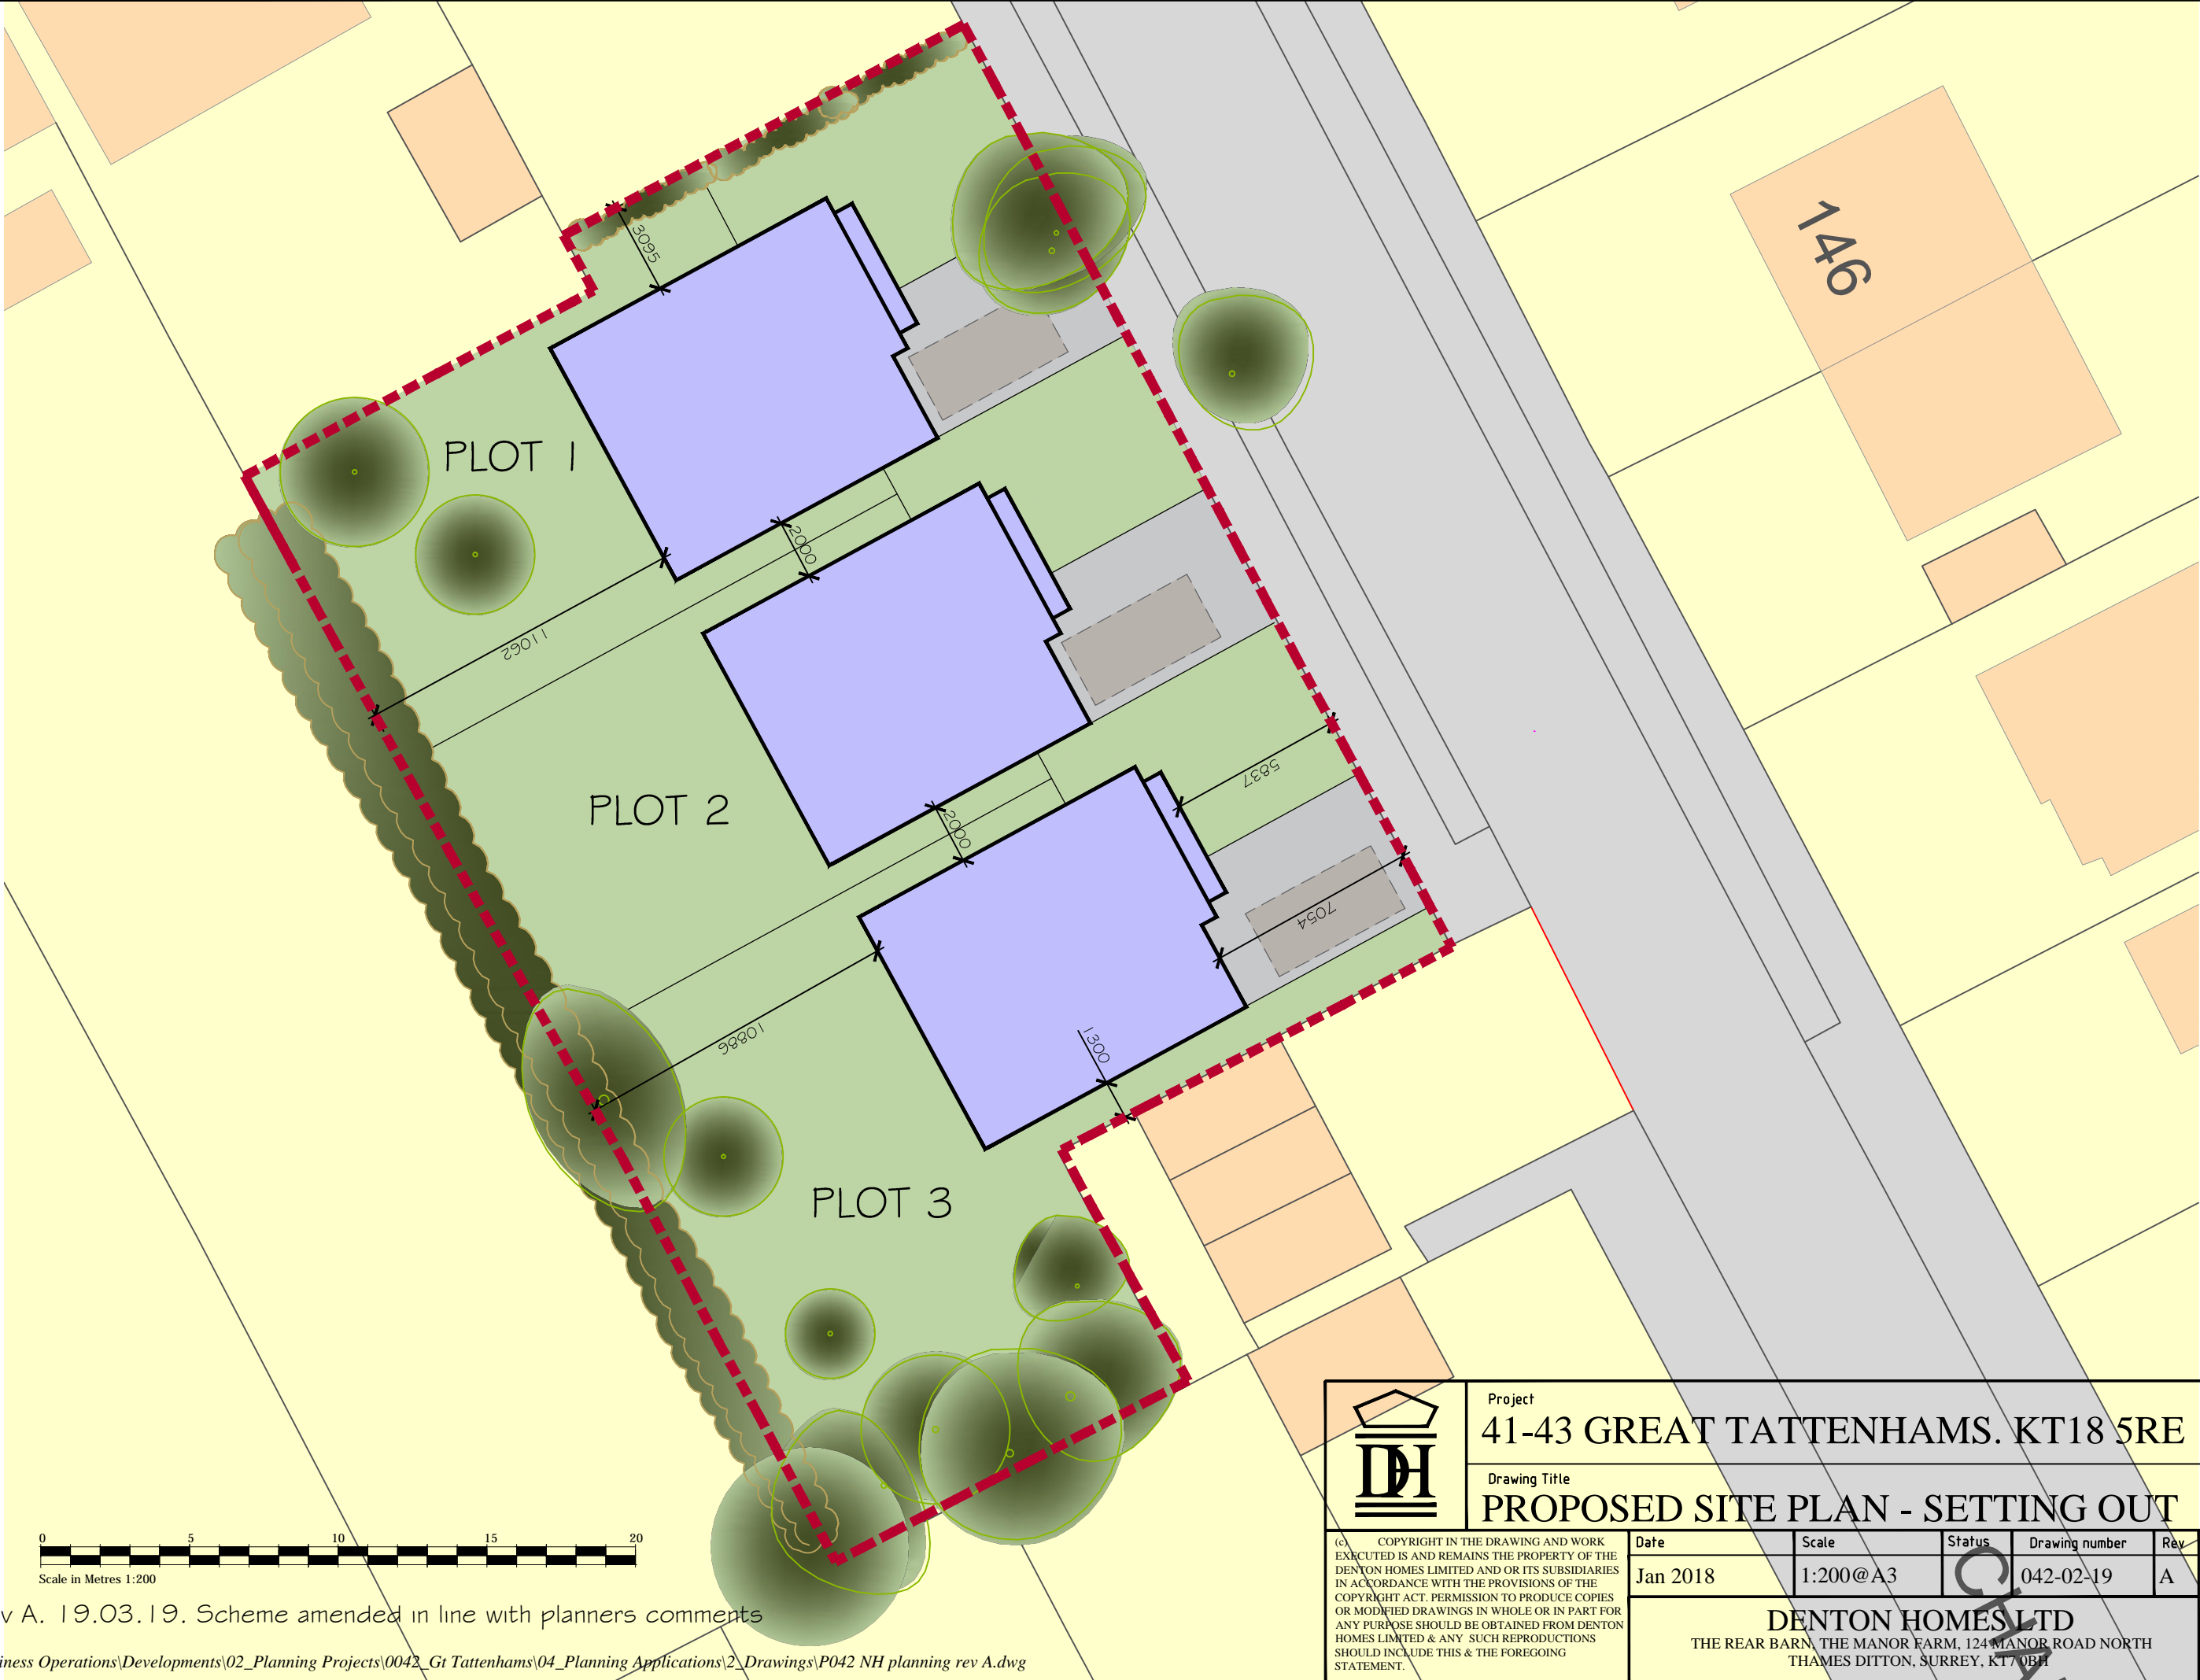 146
3095
PLOT 1
2000
11062
PLOT 2
5837
2000
7054
10886
1300
PLOT 3
DH
Project
41-43 GREAT TATTENHAMS. KT18 5RE
Drawing Title
PROPOSED SITE PLAN - SETTING OUT
(c) COPYRIGHT IN THE DRAWING AND WORK
EXECUTED IS AND REMAINS THE PROPERTY OF THE
DENTON HOMES LIMITED AND OR ITS SUBSIDIARIES
IN ACCORDANCE WITH THE PROVISIONS OF THE
COPYRIGHT ACT. PERMISSION TO PRODUCE COPIES
OR MODIFIED DRAWINGS IN WHOLE OR IN PART FOR
ANY PURPOSE SHOULD BE OBTAINED FROM DENTON
HOMES LIMITED & ANY SUCH REPRODUCTIONS
SHOULD INCLUDE THIS & THE FOREGOING
STATEMENT.
Date Scale Status Drawing number Rev
Jan 2018 1:200@A3 042-02-19 A
CHA
DENTON HOMES LTD
THE REAR BARN, THE MANOR FARM, 124 MANOR ROAD NORTH
THAMES DITTON, SURREY, KT7 0BH
0 5 10 15 20
Scale in Metres 1:200
v A. 19.03.19. Scheme amended in line with planners comments
iness Operations\Developments\02_Planning Projects\0042_Gt Tattenhams\04_Planning Applications\2_Drawings\P042 NH planning rev A.dwg